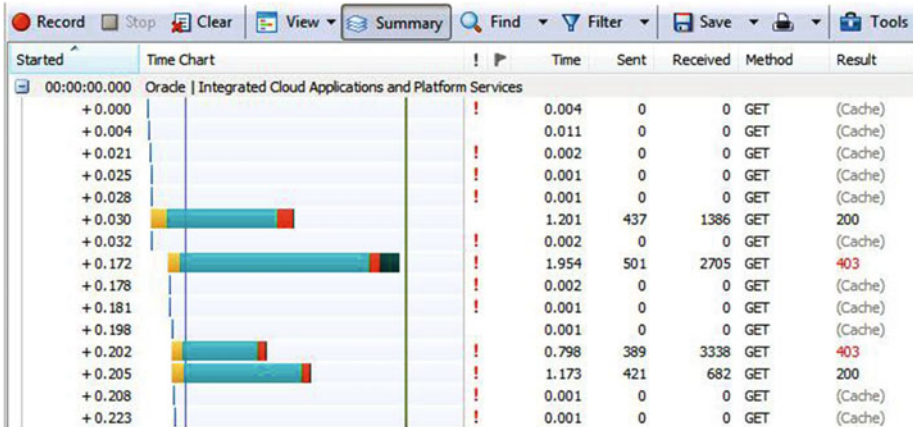 Record Stop Clear View Summary Find Filter Save Tools
Started Time Chart ! Time Sent Received Method Result
00:00:00.000 Oracle | Integrated Cloud Applications and Platform Services
+ 0.000 ! 0.004 0 0 GET (Cache)
+ 0.004 0.011 0 0 GET (Cache)
+ 0.021 ! 0.002 0 0 GET (Cache)
+ 0.025 ! 0.001 0 0 GET (Cache)
+ 0.028 ! 0.001 0 0 GET (Cache)
+ 0.030 1.201 437 1386 GET 200
+ 0.032 ! 0.002 0 0 GET (Cache)
+ 0.172 ! 1.954 501 2705 GET 403
+ 0.178 ! 0.002 0 0 GET (Cache)
+ 0.181 ! 0.001 0 0 GET (Cache)
+ 0.198 0.001 0 0 GET (Cache)
+ 0.202 ! 0.798 389 3338 GET 403
+ 0.205 ! 1.173 421 682 GET 200
+ 0.208 ! 0.001 0 0 GET (Cache)
+ 0.223 ! 0.001 0 0 GET (Cache)